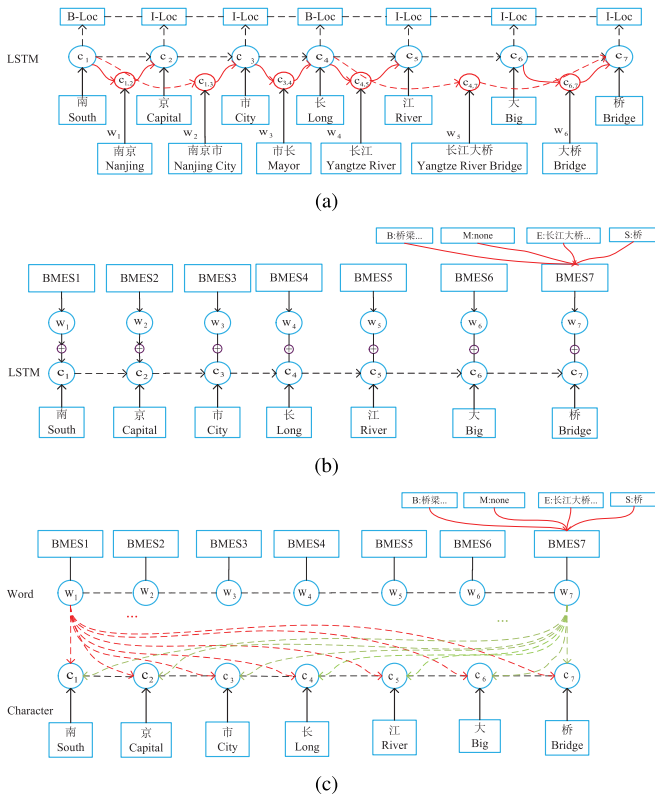 B-Loc I-Loc I-Loc B-Loc I-Loc I-Loc I-Loc
LSTM
c1 c2 c3 c4 c5 c6 c7
c1,2 c1,3 c3,4 c4,5 c4,7 c6,7
南 京 市 长 江 大 桥
South Capital City Long River Big Bridge
w1 w2 w3 w4 w5 w6
南京 南京市 市长 长江 长江大桥 大桥
Nanjing Nanjing City Mayor Yangtze River Yangtze River Bridge Bridge
(a)
B:桥梁... M:none E:长江大桥... S:桥
BMES1 BMES2 BMES3 BMES4 BMES5 BMES6 BMES7
w1 w2 w3 w4 w5 w6 w7
LSTM
c1 c2 c3 c4 c5 c6 c7
南 京 市 长 江 大 桥
South Capital City Long River Big Bridge
(b)
B:桥梁... M:none E:长江大桥... S:桥
BMES1 BMES2 BMES3 BMES4 BMES5 BMES6 BMES7
Word
w1 w2 w3 w4 w5 w6 w7
... ...
c1 c2 c3 c4 c5 c6 c7
Character
南 京 市 长 江 大 桥
South Capital City Long River Big Bridge
(c)